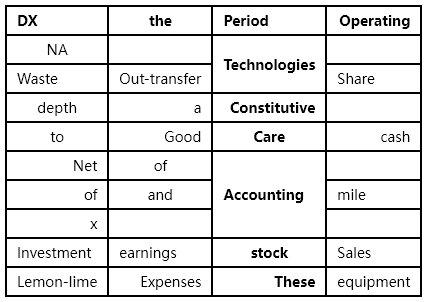 DX the Period Operating
NA
Technologies
Waste Out-transfer Share
depth a Constitutive
to Good Care cash
Net of
of and Accounting mile
x
Investment earnings stock Sales
Lemon-lime Expenses These equipment